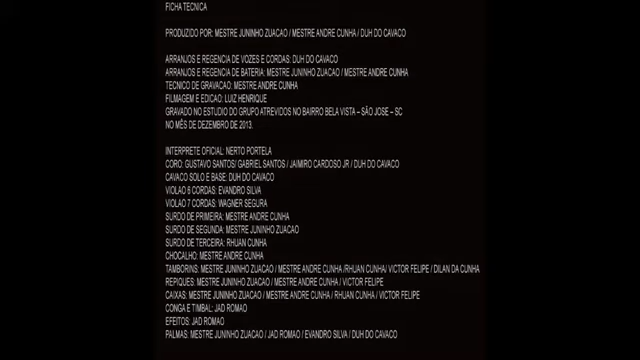 FICHA TECNICA
PRODUZIDO POR: MESTRE JUNINHO ZUACAO / MESTRE ANDRE CUNHA / DUH DO CAVACO
ARRANJOS E REGENCIA DE VOZES E CORDAS: DUH DO CAVACO
ARRANJOS E REGENCIA DE BATERIA: MESTRE JUNINHO ZUACAO / MESTRE ANDRE CUNHA
TECNICO DE GRAVACAO: MESTRE ANDRE CUNHA
FILMAGEM E EDICAO: LUIZ HENRIQUE
GRAVADO NO ESTUDIO DO GRUPO ATREVIDOS NO BAIRRO BELA VISTA – SÃO JOSE – SC
NO MÊS DE DEZEMBRO DE 2013.
INTERPRETE OFICIAL: NERTO PORTELA
CORO: GUSTAVO SANTOS/ GABRIEL SANTOS / JAIMIRO CARDOSO JR / DUH DO CAVACO
CAVACO SOLO E BASE: DUH DO CAVACO
VIOLAO 6 CORDAS: EVANDRO SILVA
VIOLAO 7 CORDAS: WAGNER SEGURA
SURDO DE PRIMEIRA: MESTRE ANDRE CUNHA
SURDO DE SEGUNDA: MESTRE JUNINHO ZUACAO
SURDO DE TERCEIRA: RHUAN CUNHA
CHOCALHO: MESTRE ANDRE CUNHA
TAMBORINS: MESTRE JUNINHO ZUACAO / MESTRE ANDRE CUNHA /RHUAN CUNHA/ VICTOR FELIPE / DILAN DA CUNHA
REPIQUES: MESTRE JUNINHO ZUACAO / MESTRE ANDRE CUNHA / VICTOR FELIPE
CAIXAS: MESTRE JUNINHO ZUACAO / MESTRE ANDRE CUNHA / RHUAN CUNHA / VICTOR FELIPE
CONGA E TIMBAL: JAD ROMAO
EFEITOS: JAD ROMAO
PALMAS: MESTRE JUNINHO ZUACAO / JAD ROMAO / EVANDRO SILVA / DUH DO CAVACO